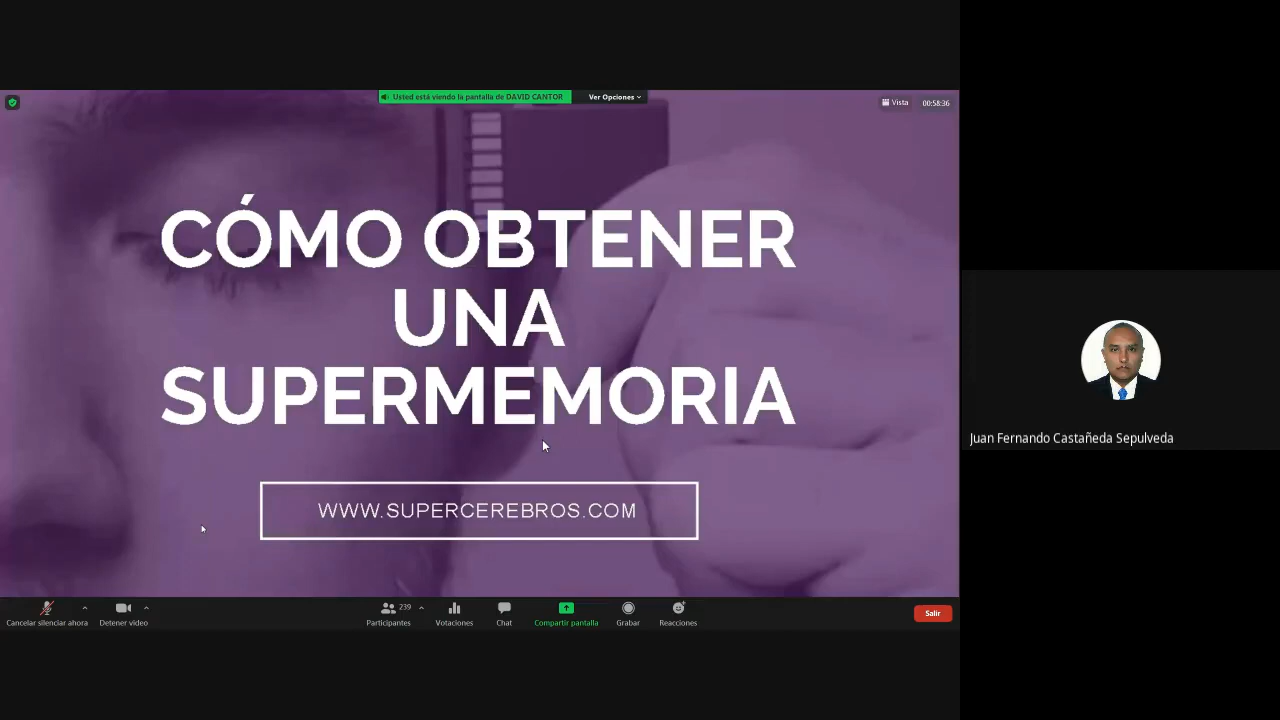 Usted está viendo la pantalla de DAVID CANTOR
Ver Opciones
Vista
00:58:36
CÓMO OBTENER
UNA
SUPERMEMORIA
WWW.SUPERCEREBROS.COM
Juan Fernando Castañeda Sepulveda
Cancelar silenciar ahora
Detener video
239
Participantes
Votaciones
Chat
Compartir pantalla
Grabar
Reacciones
Salir